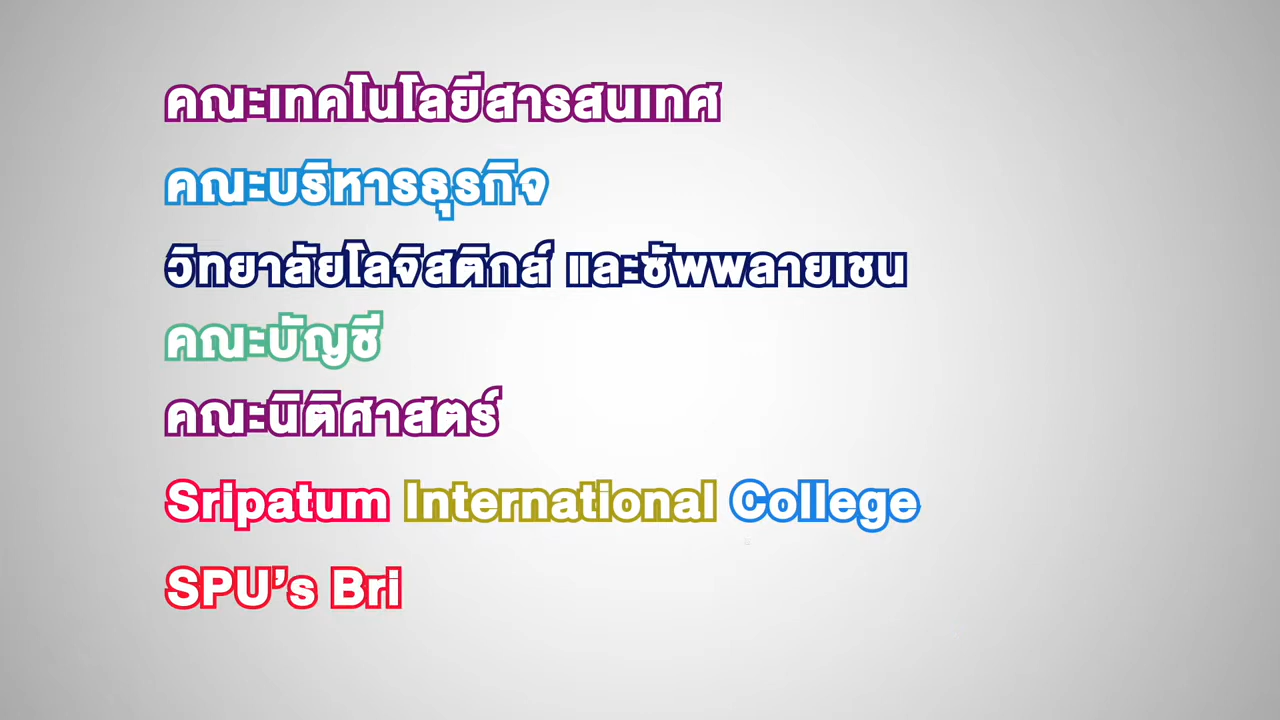 คณะเทคโนโลยีสารสนเทศ
คณะบริหารธุรกิจ
วิทยาลัยโลจิสติกส์ และซัพพลายเชน
คณะบัญชี
คณะนิติศาสตร์
Sripatum International College
SPU’s Bri